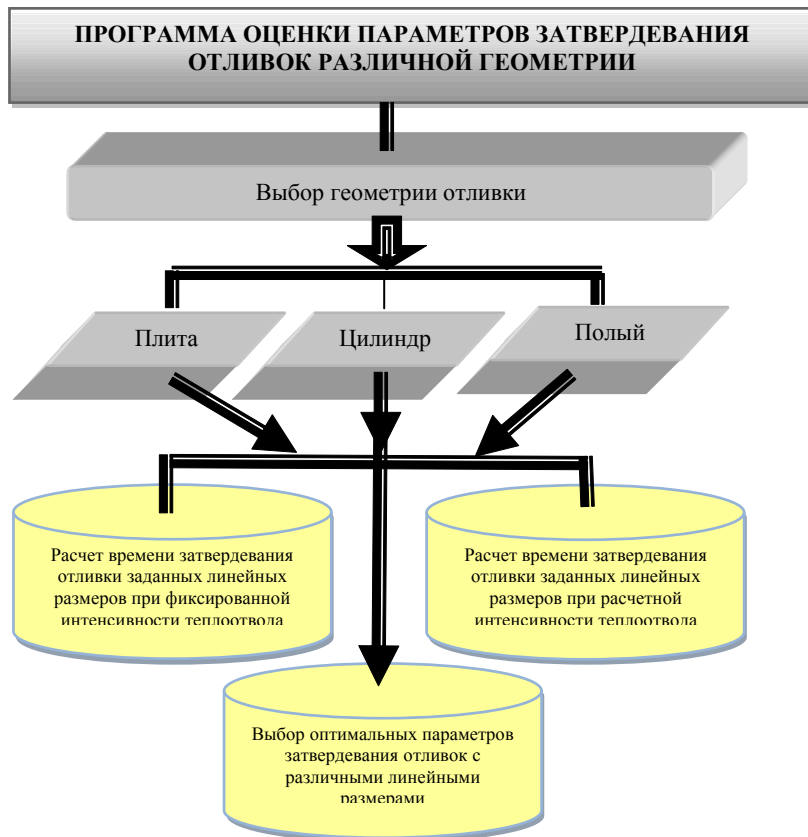 ПРОГРАММА ОЦЕНКИ ПАРАМЕТРОВ ЗАТВЕРДЕВАНИЯ
ОТЛИВОК РАЗЛИЧНОЙ ГЕОМЕТРИИ
Выбор геометрии отливки
Плита
Цилиндр
Полый
Расчет времени затвердевания
отливки заданных линейных
размеров при фиксированной
интенсивности теплоотвода
Расчет времени затвердевания
отливки заданных линейных
размеров при расчетной
интенсивности теплоотвода
Выбор оптимальных параметров
затвердевания отливок с
различными линейными
размерами